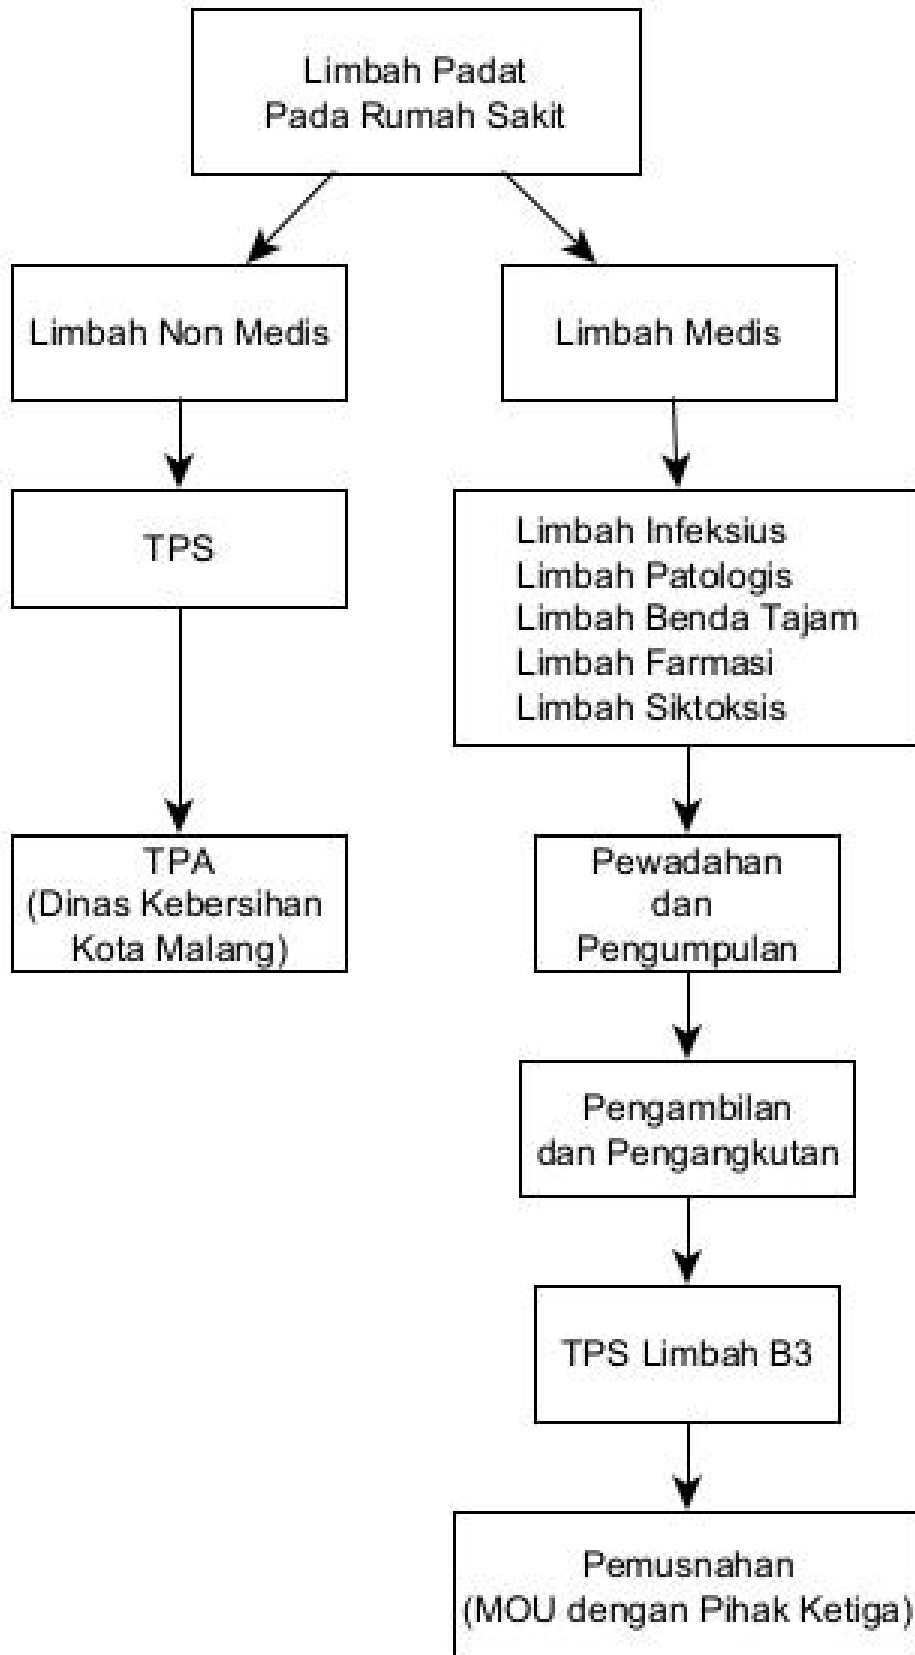 Limbah Padat
Pada Rumah Sakit
Limbah Non Medis
Limbah Medis
TPS
Limbah Infeksius
Limbah Patologis
Limbah Benda Tajam
Limbah Farmasi
Limbah Siktoksis
TPA
(Dinas Kebersihan
Kota Malang)
Pewadahan
dan
Pengumpulan
Pengambilan
dan Pengangkutan
TPS Limbah B3
Pemusnahan
(MOU dengan Pihak Ketiga)